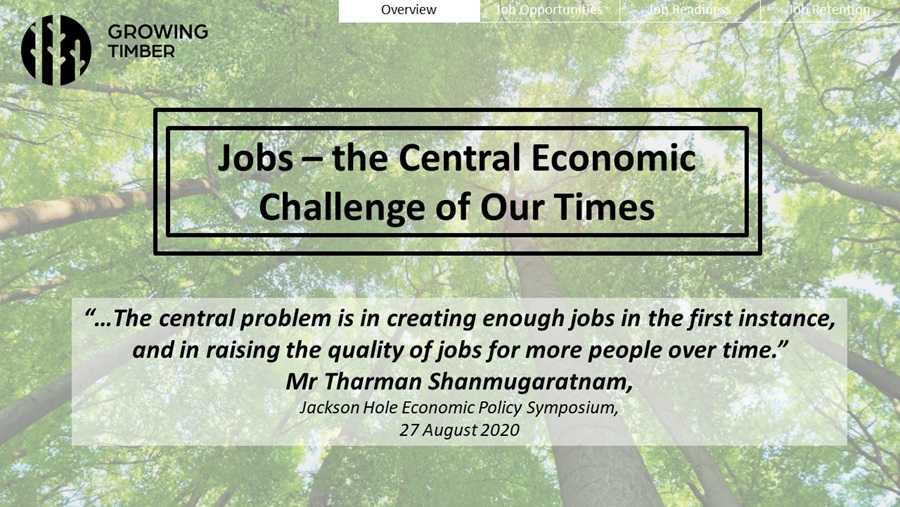 Overview
Job Opportunities
Job Readiness
Job Retention
GROWING
TIMBER
Jobs – the Central Economic
Challenge of Our Times
“…The central problem is in creating enough jobs in the first instance,
and in raising the quality of jobs for more people over time.”
Mr Tharman Shanmugaratnam,
Jackson Hole Economic Policy Symposium,
27 August 2020